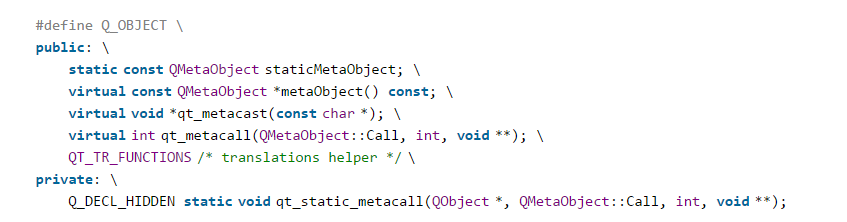 #define Q_OBJECT \
public: \
    static const QMetaObject staticMetaObject; \
    virtual const QMetaObject *metaObject() const; \
    virtual void *qt_metacast(const char *); \
    virtual int qt_metacall(QMetaObject::Call, int, void **); \
    QT_TR_FUNCTIONS /* translations helper */ \
private: \
    Q_DECL_HIDDEN static void qt_static_metacall(QObject *, QMetaObject::Call, int, void **);